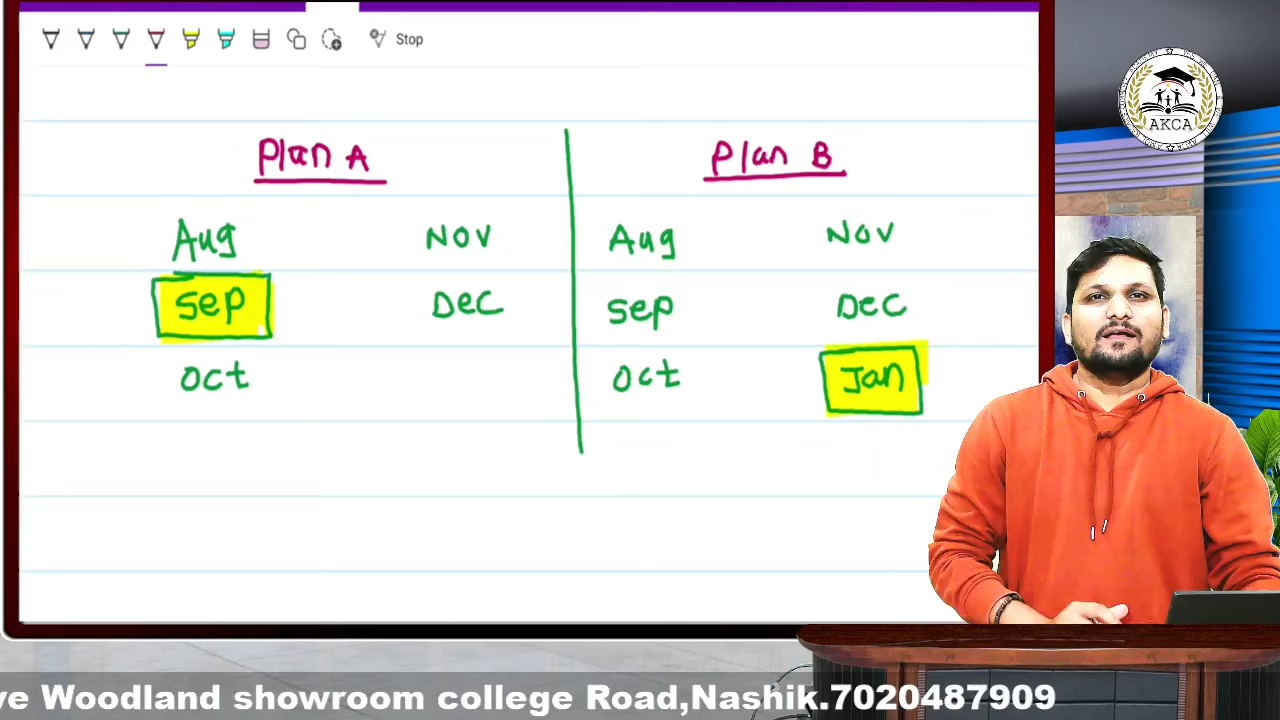 Stop
AKCA
Plan A
Aug Nov
Sep Dec
Oct
Plan B
Aug Nov
Sep Dec
Oct Jan
ve Woodland showroom college Road,Nashik.7020487909